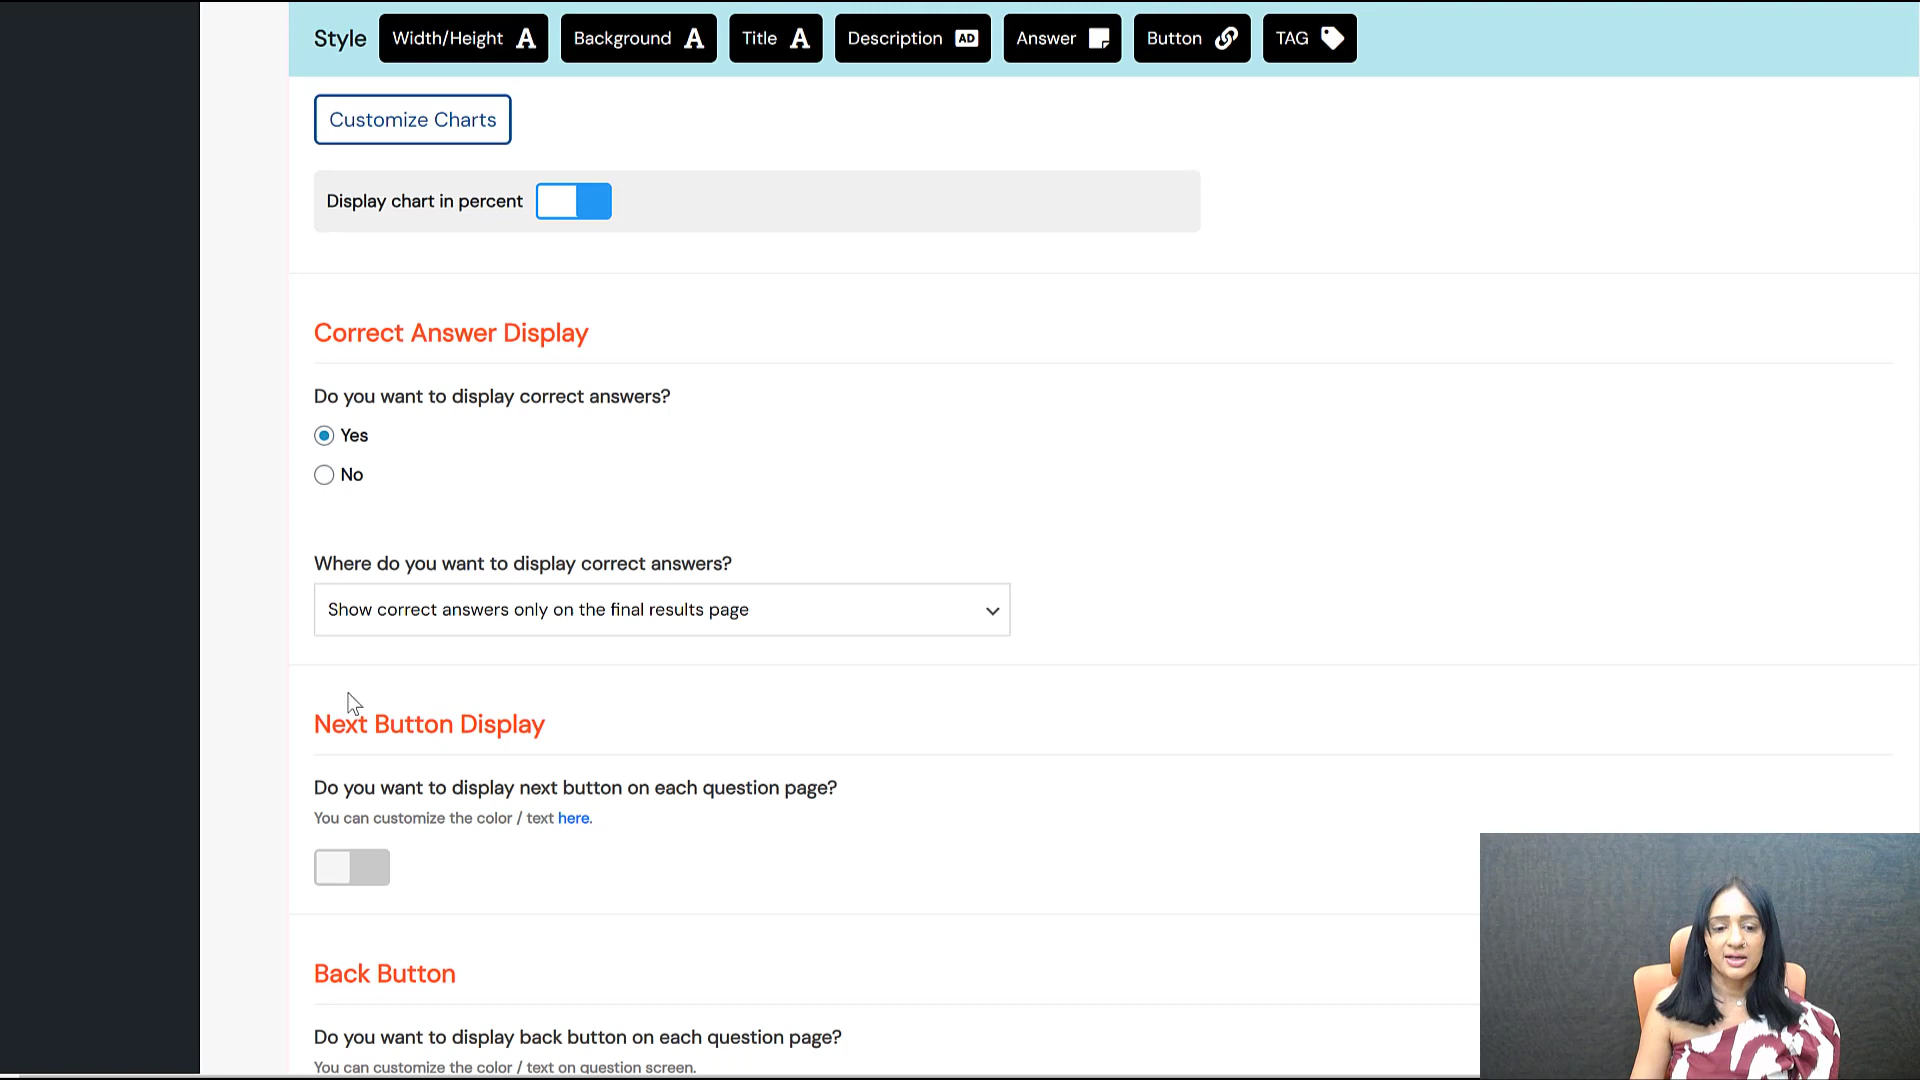 Style Width/Height A Background A Title A Description AD Answer Button TAG
Customize Charts
Display chart in percent
Correct Answer Display
Do you want to display correct answers?
Yes
No
Where do you want to display correct answers?
Show correct answers only on the final results page
Next Button Display
Do you want to display next button on each question page?
You can customize the color / text here.
Back Button
Do you want to display back button on each question page?
You can customize the color / text on question screen.